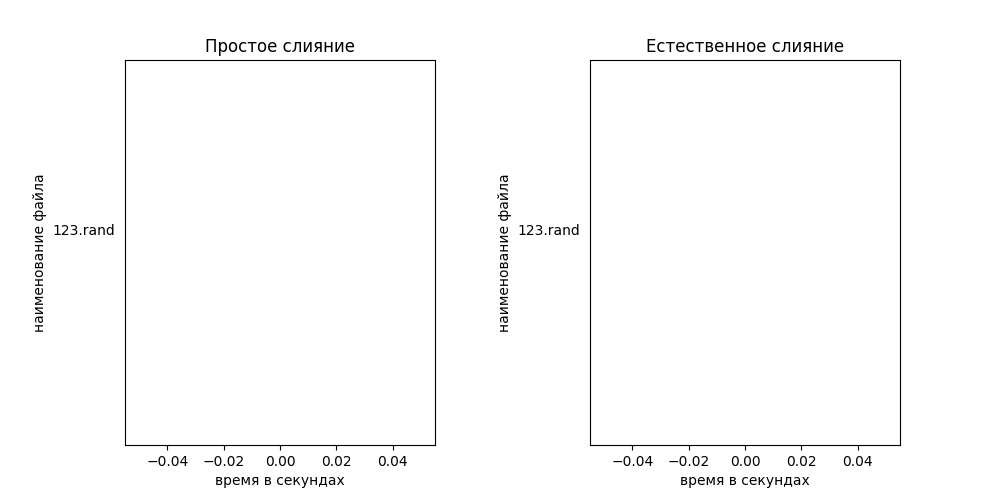 Простое слияние
наименование файла
123.rand
−0.04 −0.02 0.00 0.02 0.04
время в секундах
Естественное слияние
наименование файла
123.rand
−0.04 −0.02 0.00 0.02 0.04
время в секундах